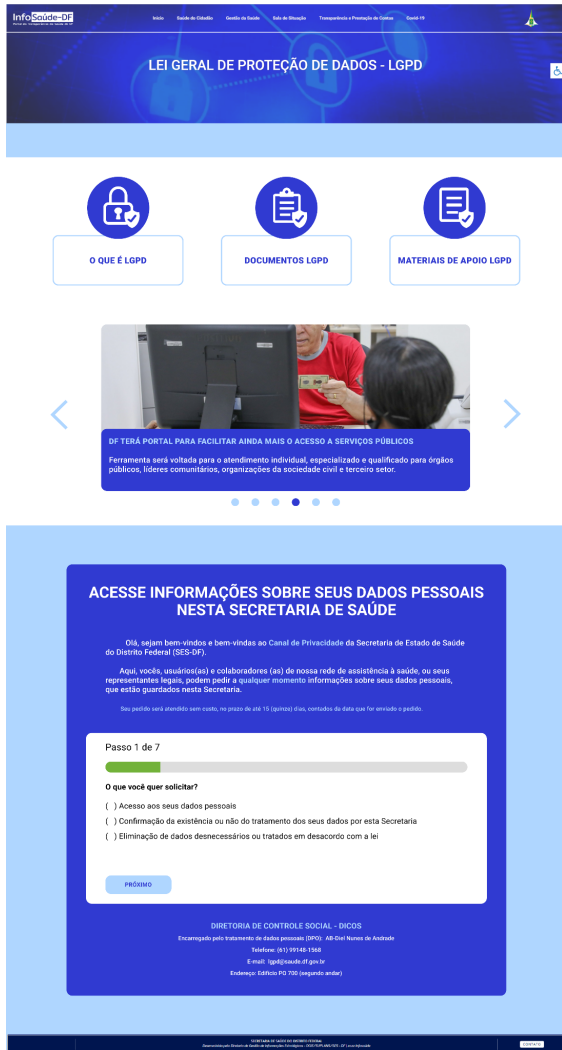 InfoSaúde-DF
Início Saúde do Cidadão Gestão da Saúde Sala de Situação Transparência e Prestação de Contas Covid-19
LEI GERAL DE PROTEÇÃO DE DADOS - LGPD
O QUE É LGPD
DOCUMENTOS LGPD
MATERIAIS DE APOIO LGPD
DF TERÁ PORTAL PARA FACILITAR AINDA MAIS O ACESSO A SERVIÇOS PÚBLICOS
Ferramenta será voltada para o atendimento individual, especializado e qualificado para órgãos
públicos, líderes comunitários, organizações da sociedade civil e terceiro setor.
ACESSE INFORMAÇÕES SOBRE SEUS DADOS PESSOAIS
NESTA SECRETARIA DE SAÚDE
Olá, sejam bem-vindos e bem-vindas ao Canal de Privacidade da Secretaria de Estado de Saúde
do Distrito Federal (SES-DF).
Aqui, vocês, usuários(as) e colaboradores (as) de nossa rede de assistência à saúde, ou seus
representantes legais, podem pedir a qualquer momento informações sobre seus dados pessoais,
que estão guardados nesta Secretaria.
Seu pedido será atendido sem custo, no prazo de até 15 (quinze) dias, contados da data que for enviado o pedido.
Passo 1 de 7
O que você quer solicitar?
( ) Acesso aos seus dados pessoais
( ) Confirmação da existência ou não do tratamento dos seus dados por esta Secretaria
( ) Eliminação de dados desnecessários ou tratados em desacordo com a lei
PRÓXIMO
DIRETORIA DE CONTROLE SOCIAL - DICOS
Encarregado pelo tratamento de dados pessoais (DPO): AB-Diel Nunes de Andrade
Telefone: (61) 99148-1568
E-mail: lgpd@saude.df.gov.br
Endereço: Edifício PO 700 (segundo andar)
SECRETARIA DE SAÚDE DO DISTRITO FEDERAL
CONTATO